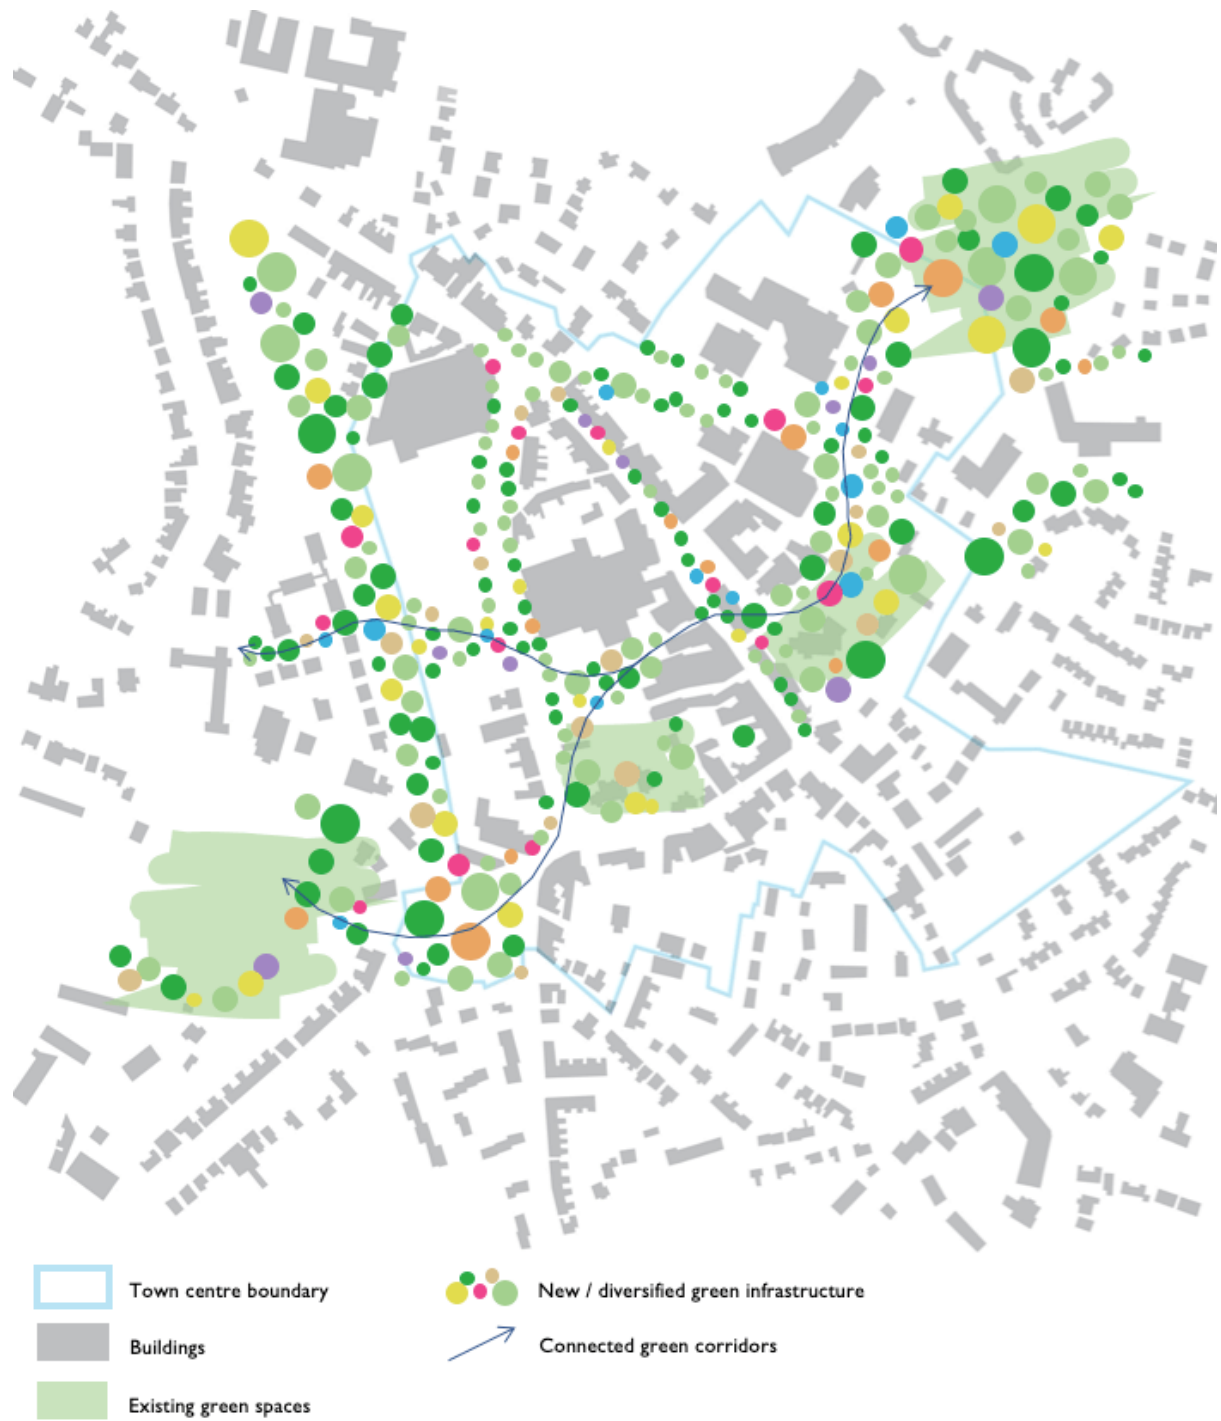 Town centre boundary
New / diversified green infrastructure
Buildings
Connected green corridors
Existing green spaces